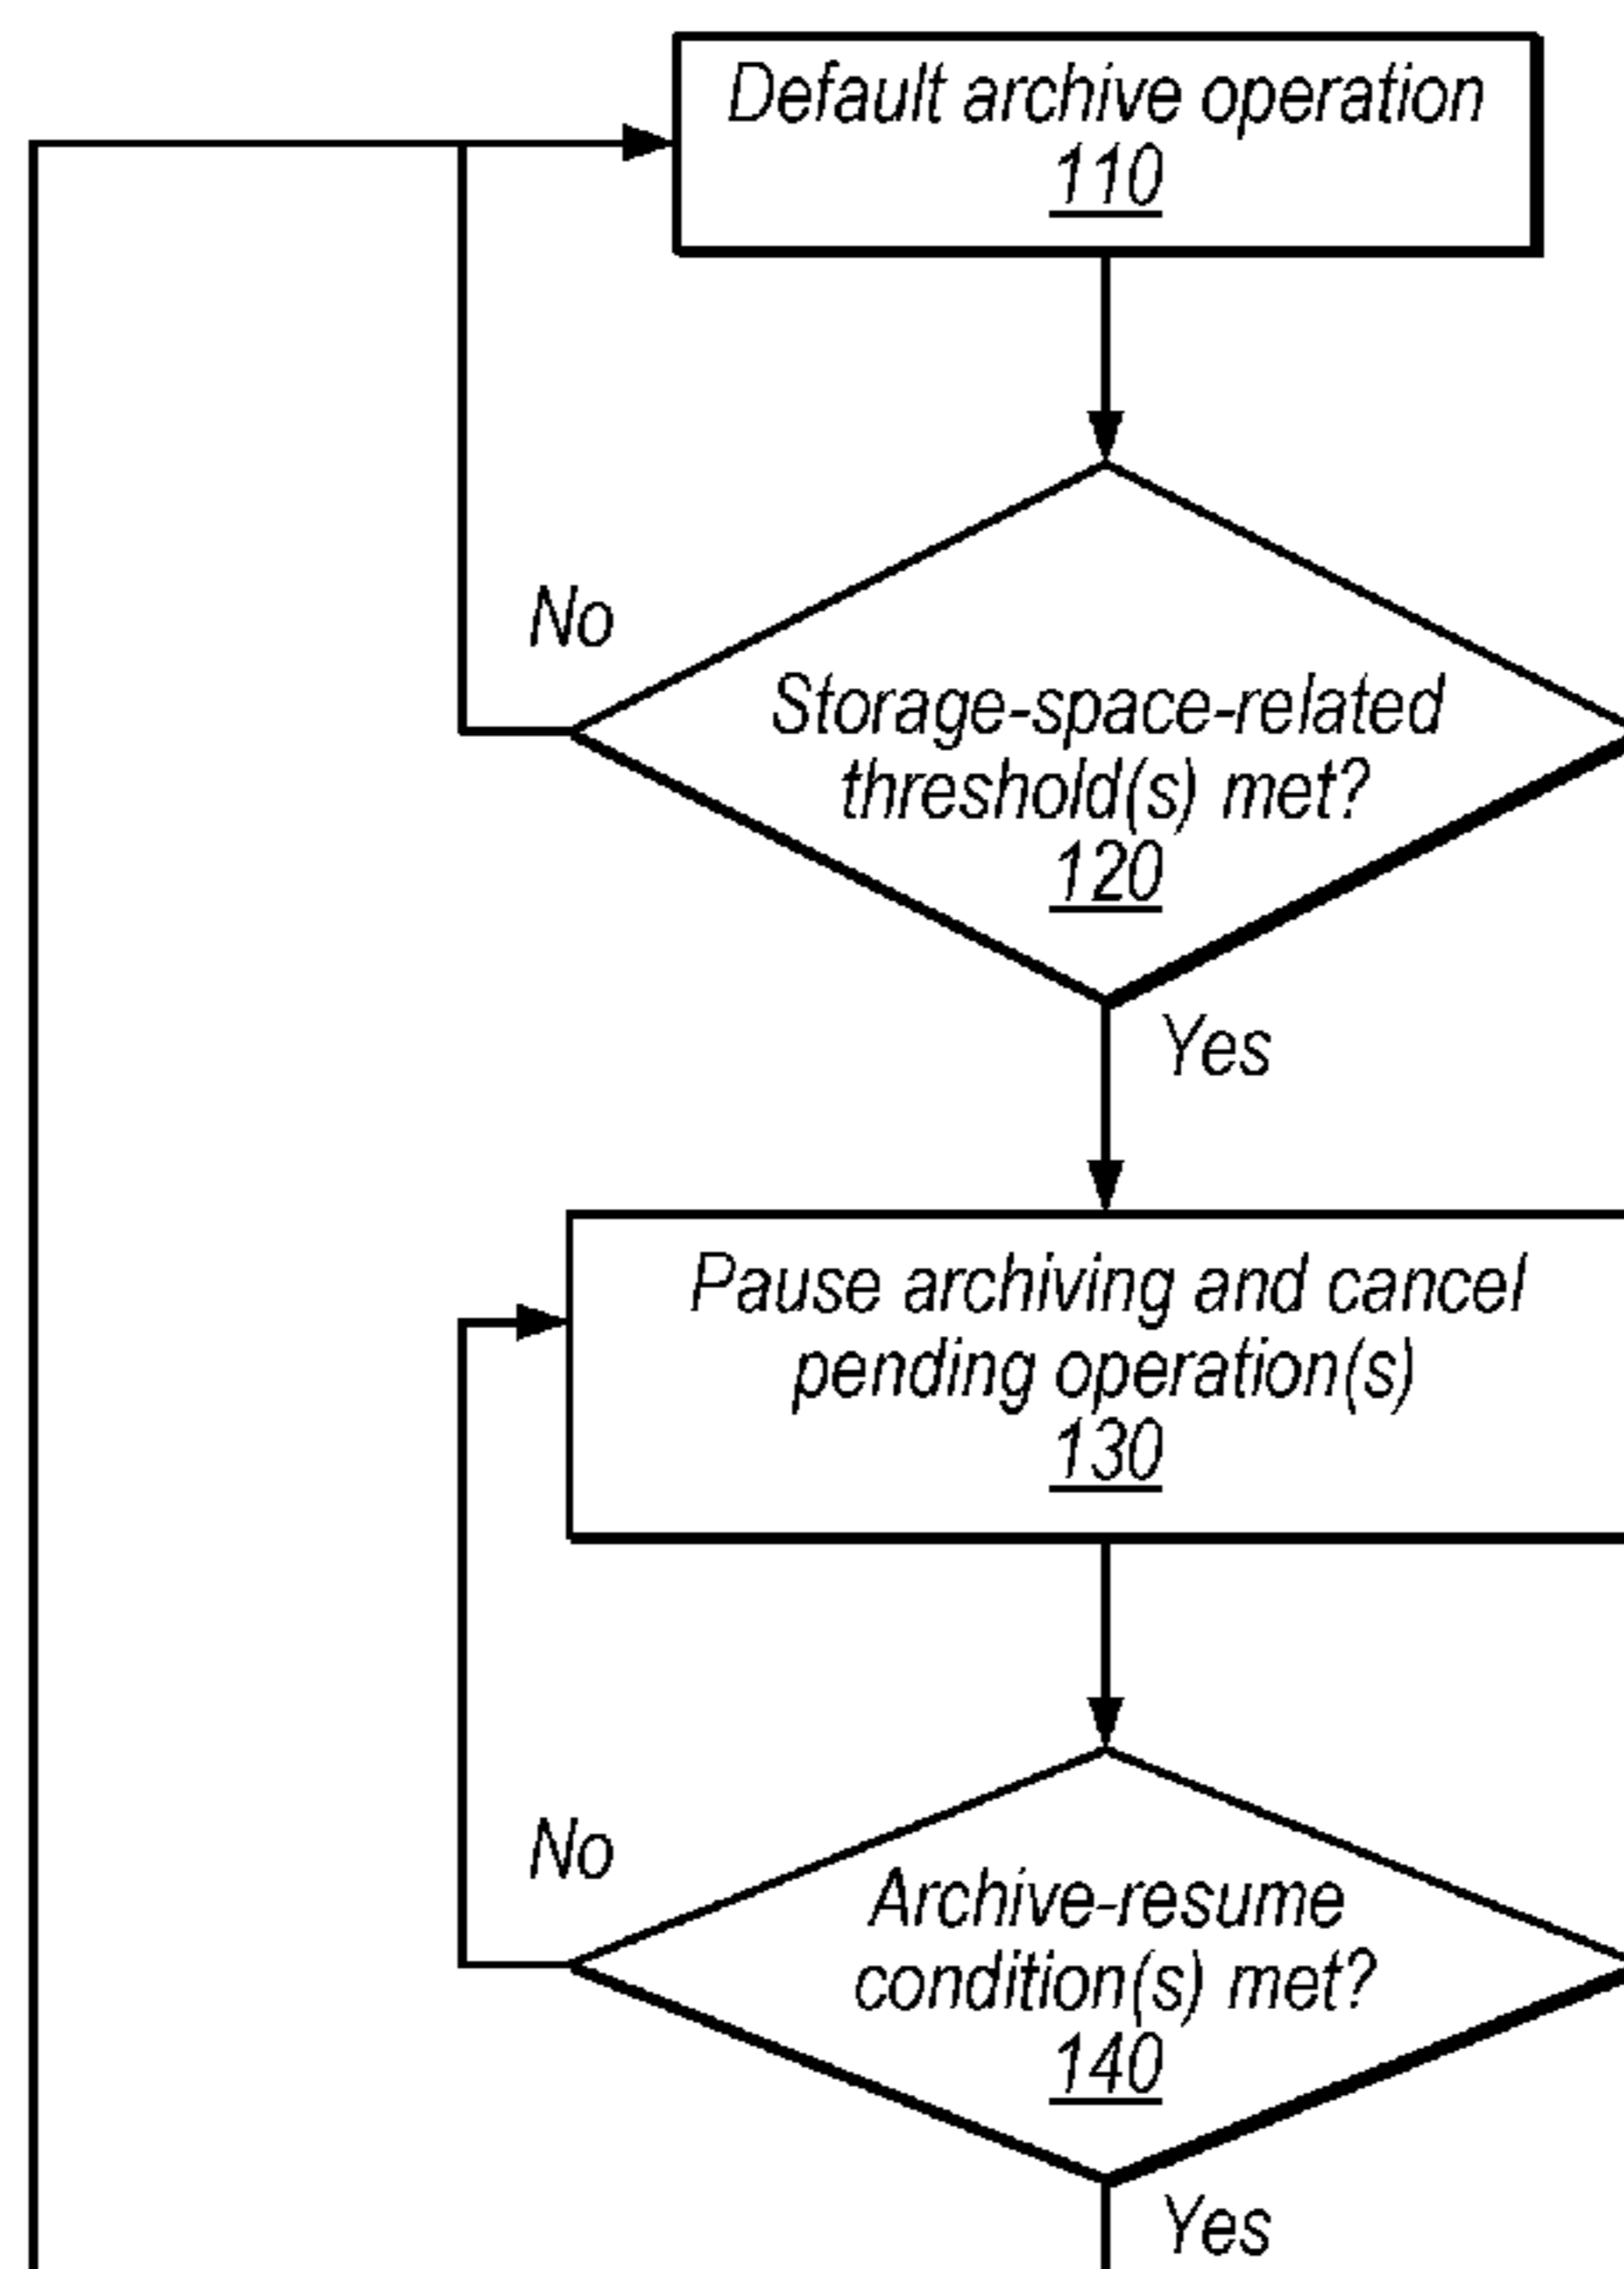 Default archive operation
110
No
Storage-space-related
threshold(s) met?
120
Yes
Pause archiving and cancel
pending operation(s)
130
No
Archive-resume
condition(s) met?
140
Yes